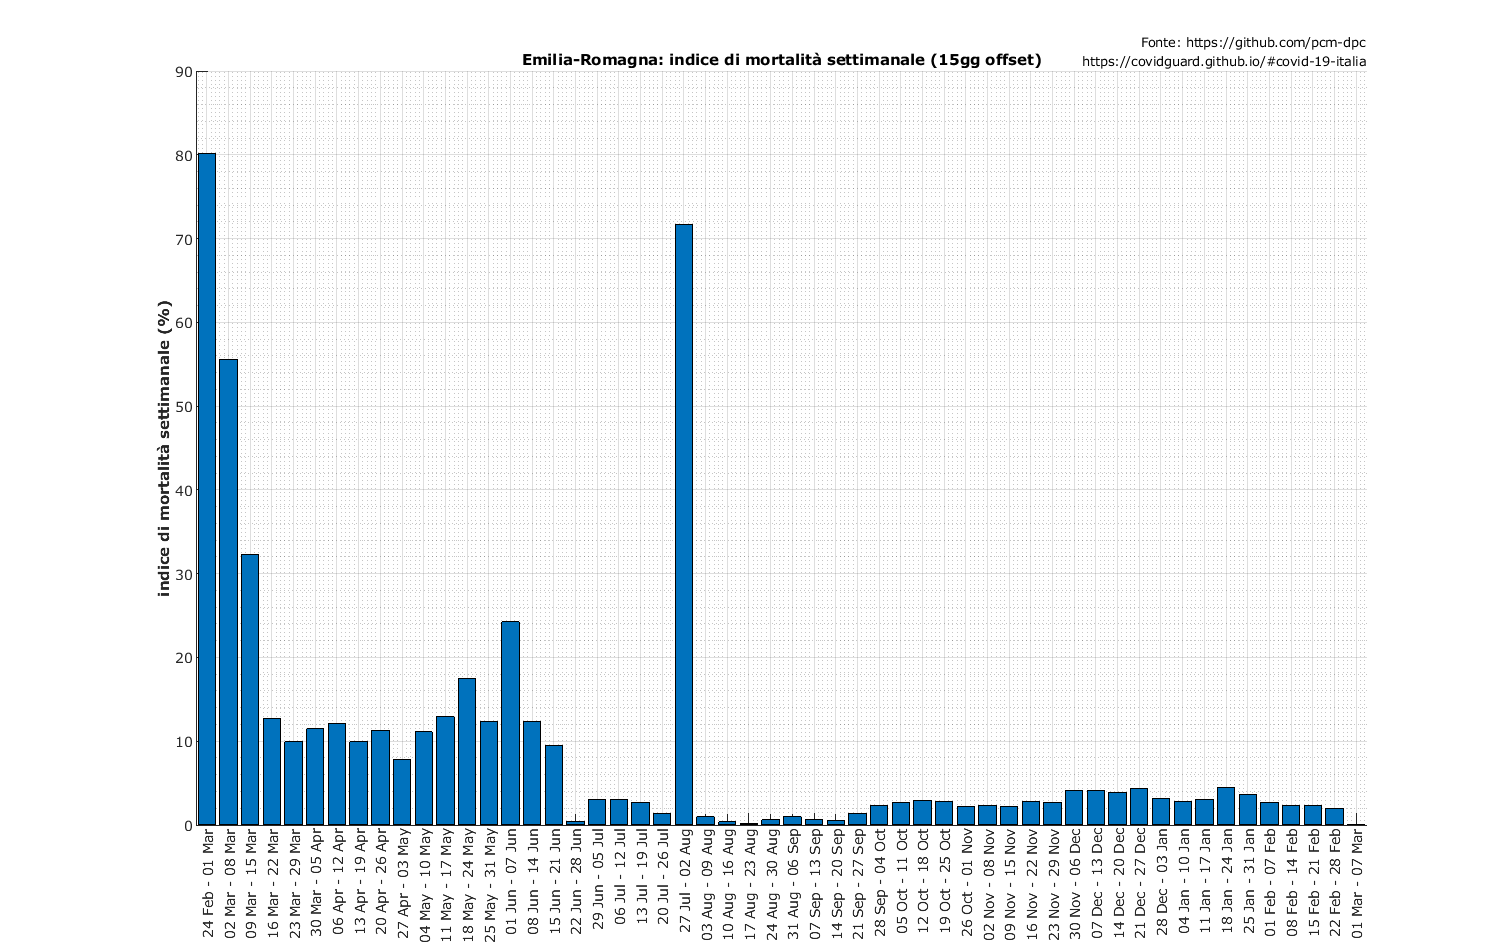 Fonte: https://github.com/pcm-dpc
Emilia-Romagna: indice di mortalità settimanale (15gg offset)
https://covidguard.github.io/#covid-19-italia
indice di mortalità settimanale (%)
90
80
70
60
50
40
30
20
10
0
24 Feb - 01 Mar
02 Mar - 08 Mar
09 Mar - 15 Mar
16 Mar - 22 Mar
23 Mar - 29 Mar
30 Mar - 05 Apr
06 Apr - 12 Apr
13 Apr - 19 Apr
20 Apr - 26 Apr
27 Apr - 03 May
04 May - 10 May
11 May - 17 May
18 May - 24 May
25 May - 31 May
01 Jun - 07 Jun
08 Jun - 14 Jun
15 Jun - 21 Jun
22 Jun - 28 Jun
29 Jun - 05 Jul
06 Jul - 12 Jul
13 Jul - 19 Jul
20 Jul - 26 Jul
27 Jul - 02 Aug
03 Aug - 09 Aug
10 Aug - 16 Aug
17 Aug - 23 Aug
24 Aug - 30 Aug
31 Aug - 06 Sep
07 Sep - 13 Sep
14 Sep - 20 Sep
21 Sep - 27 Sep
28 Sep - 04 Oct
05 Oct - 11 Oct
12 Oct - 18 Oct
19 Oct - 25 Oct
26 Oct - 01 Nov
02 Nov - 08 Nov
09 Nov - 15 Nov
16 Nov - 22 Nov
23 Nov - 29 Nov
30 Nov - 06 Dec
07 Dec - 13 Dec
14 Dec - 20 Dec
21 Dec - 27 Dec
28 Dec - 03 Jan
04 Jan - 10 Jan
11 Jan - 17 Jan
18 Jan - 24 Jan
25 Jan - 31 Jan
01 Feb - 07 Feb
08 Feb - 14 Feb
15 Feb - 21 Feb
22 Feb - 28 Feb
01 Mar - 07 Mar